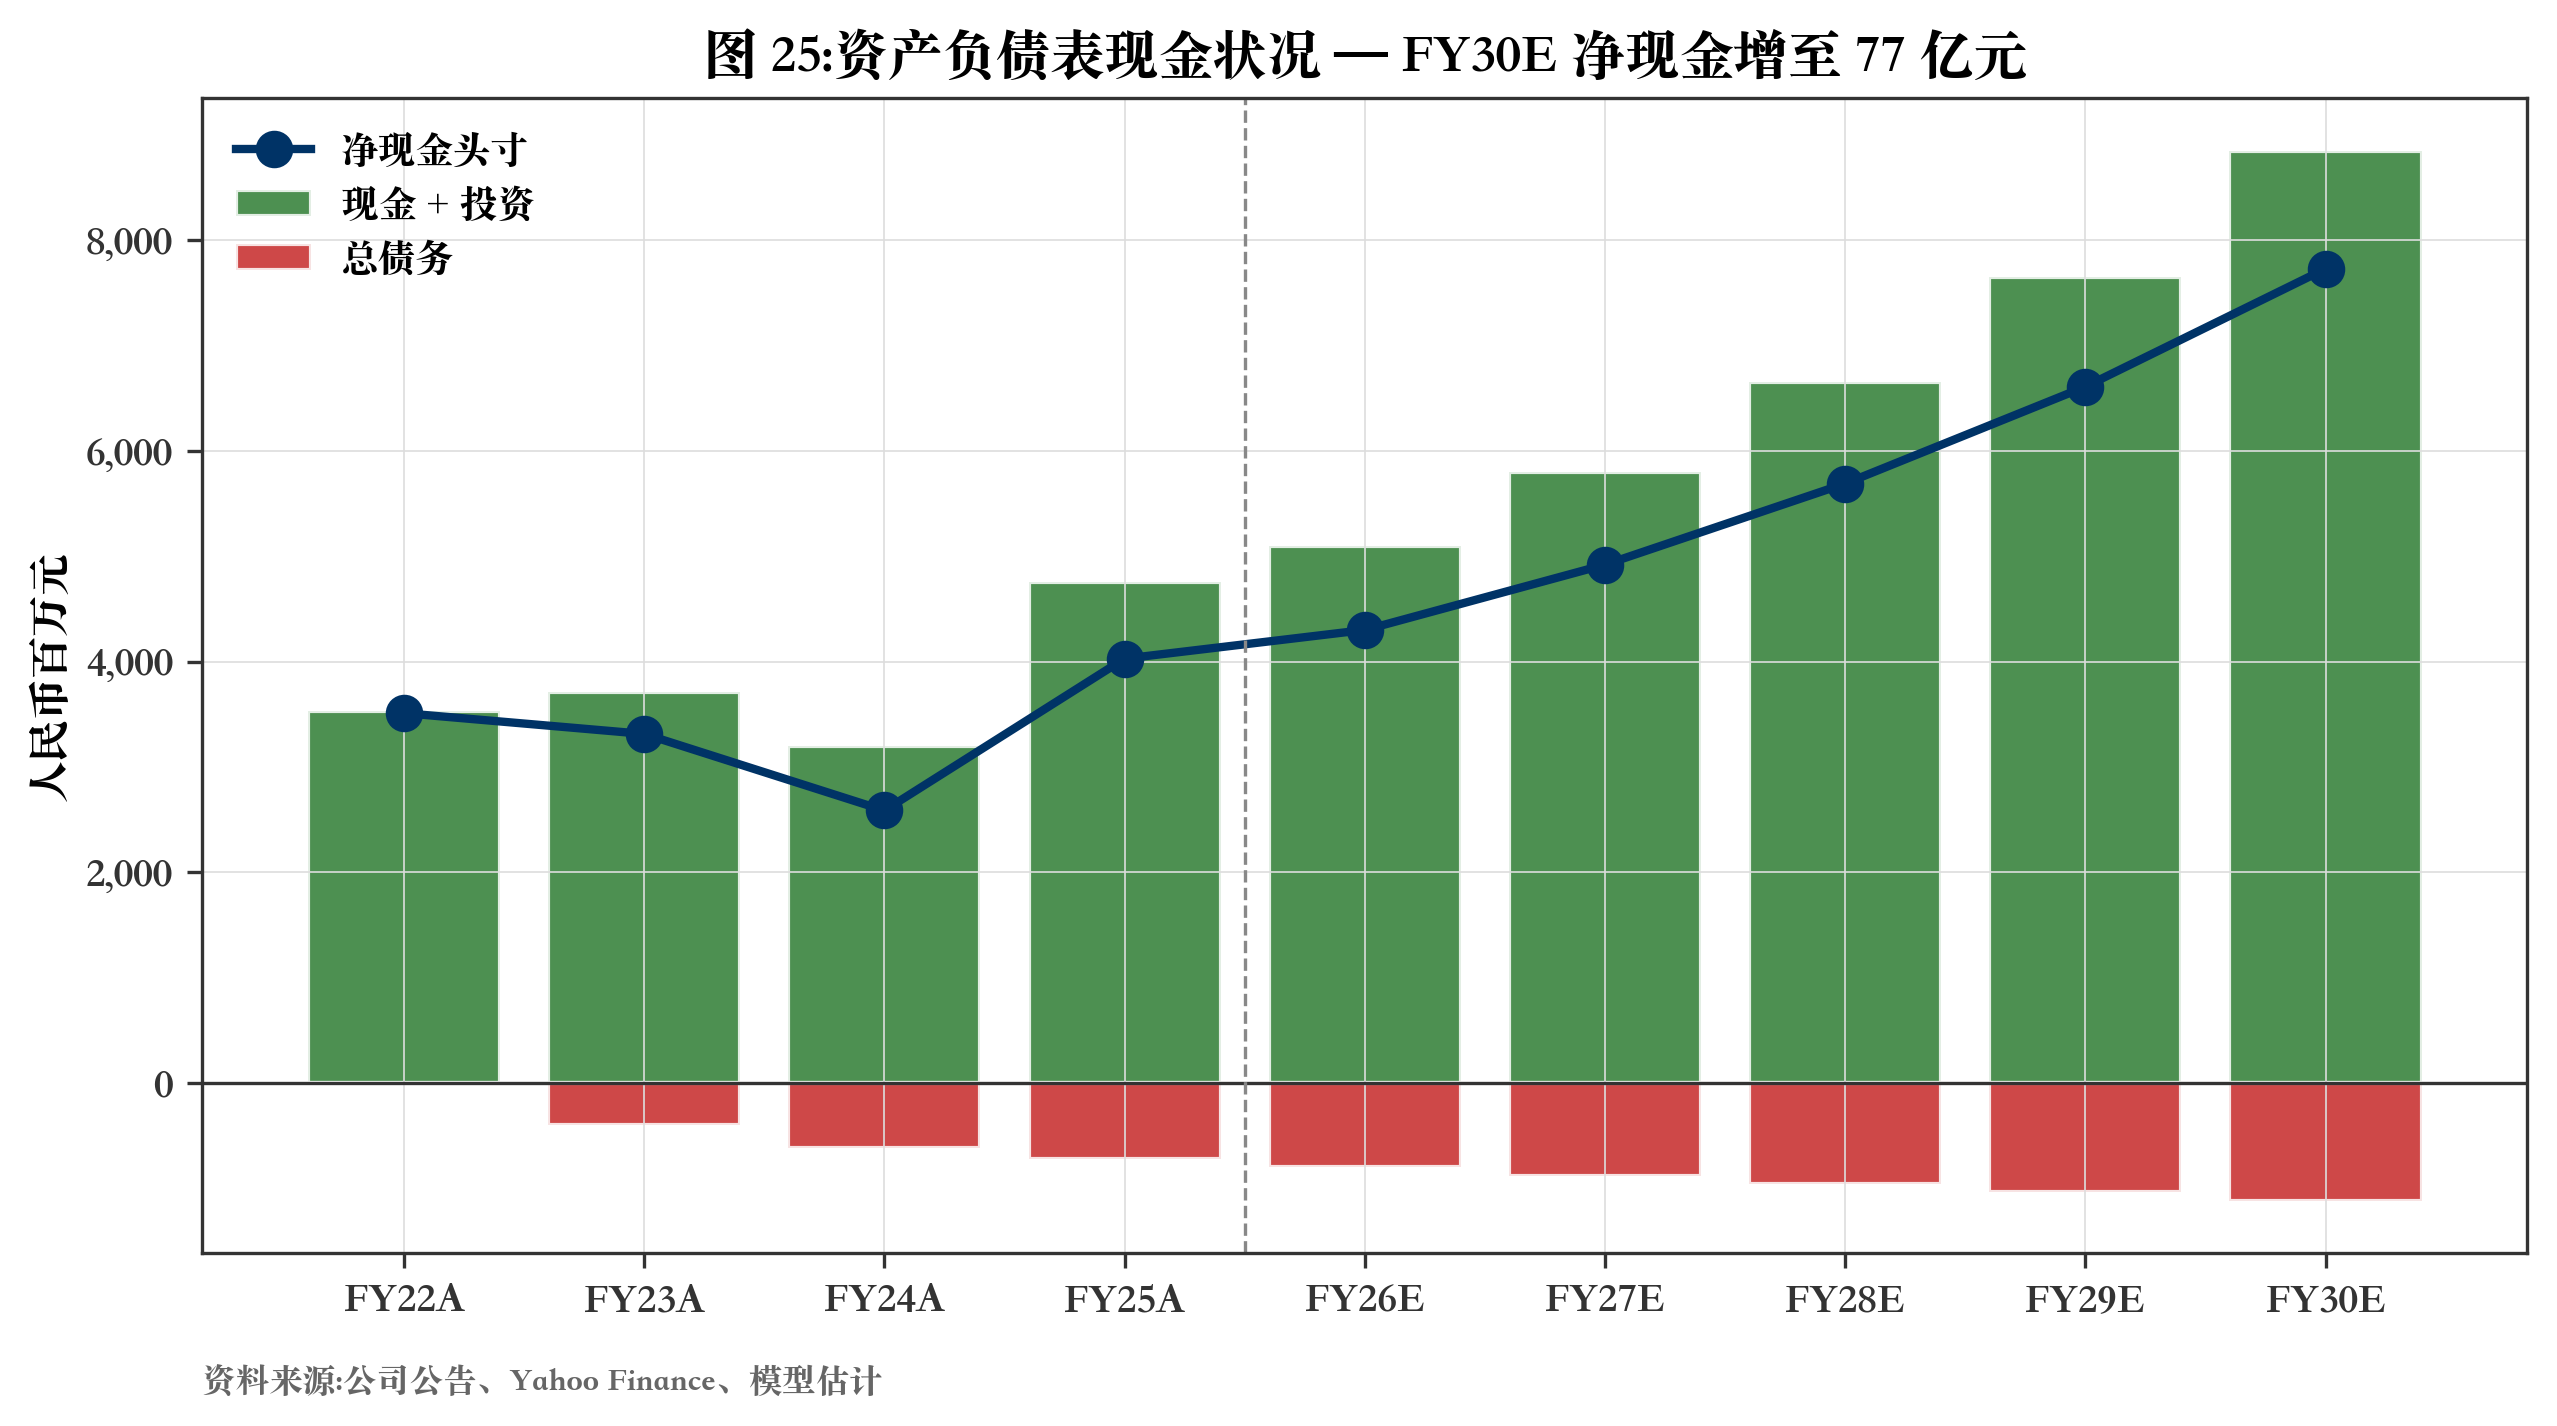 图 25:资产负债表现金状况 — FY30E 净现金增至 77 亿元
净现金头寸
现金 + 投资
总债务
人民币百万元
8,000
6,000
4,000
2,000
0
FY22A FY23A FY24A FY25A FY26E FY27E FY28E FY29E FY30E
资料来源:公司公告、Yahoo Finance、模型估计